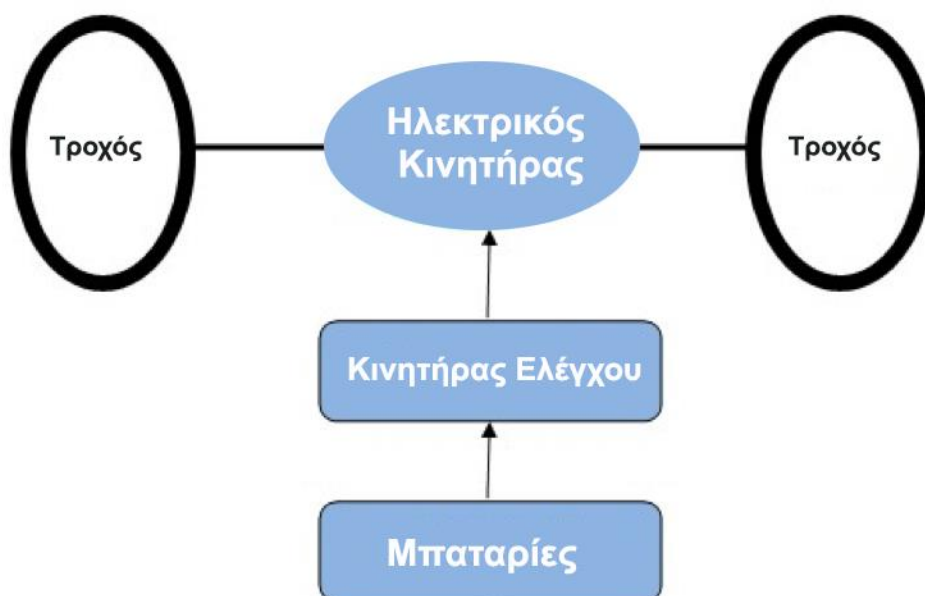 Τροχός
Ηλεκτρικός
Κινητήρας
Τροχός
Κινητήρας Ελέγχου
Μπαταρίες